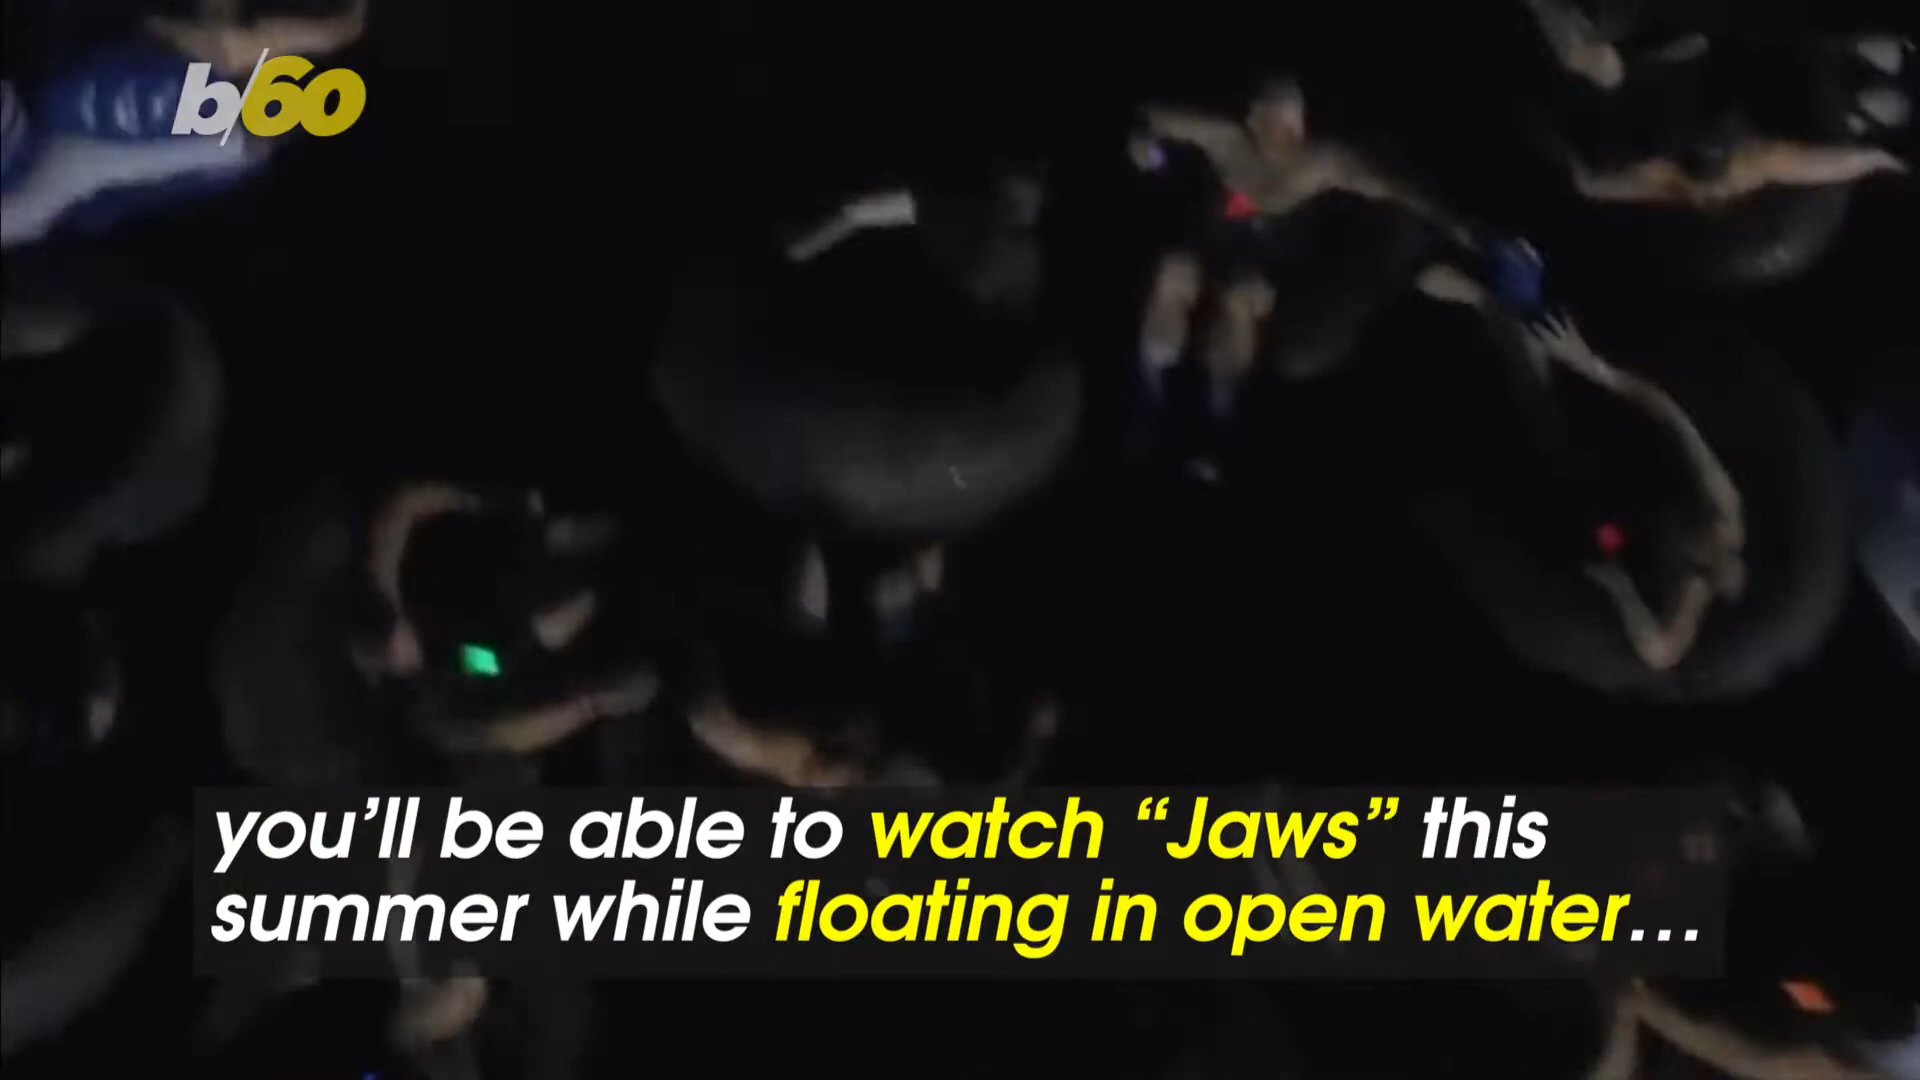 b/60
you’ll be able to watch “Jaws” this
summer while floating in open water...